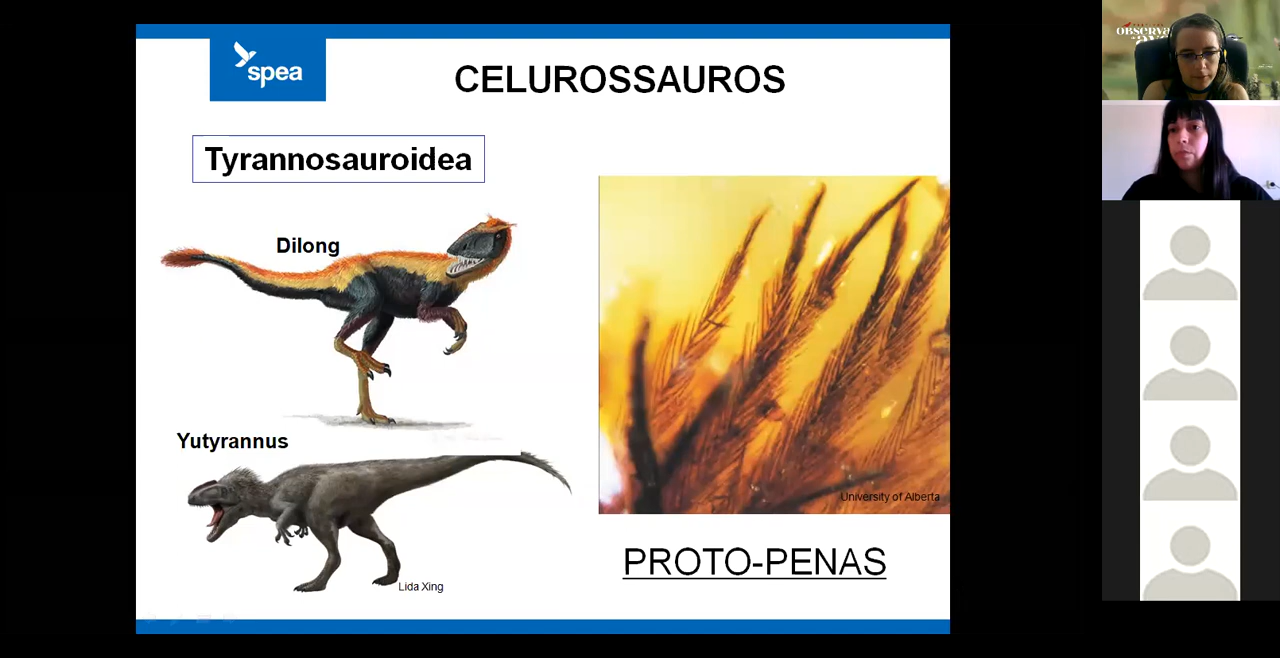 spea
CELUROSSAUROS
Tyrannosauroidea
Dilong
Yutyrannus
Lida Xing
University of Alberta
PROTO-PENAS